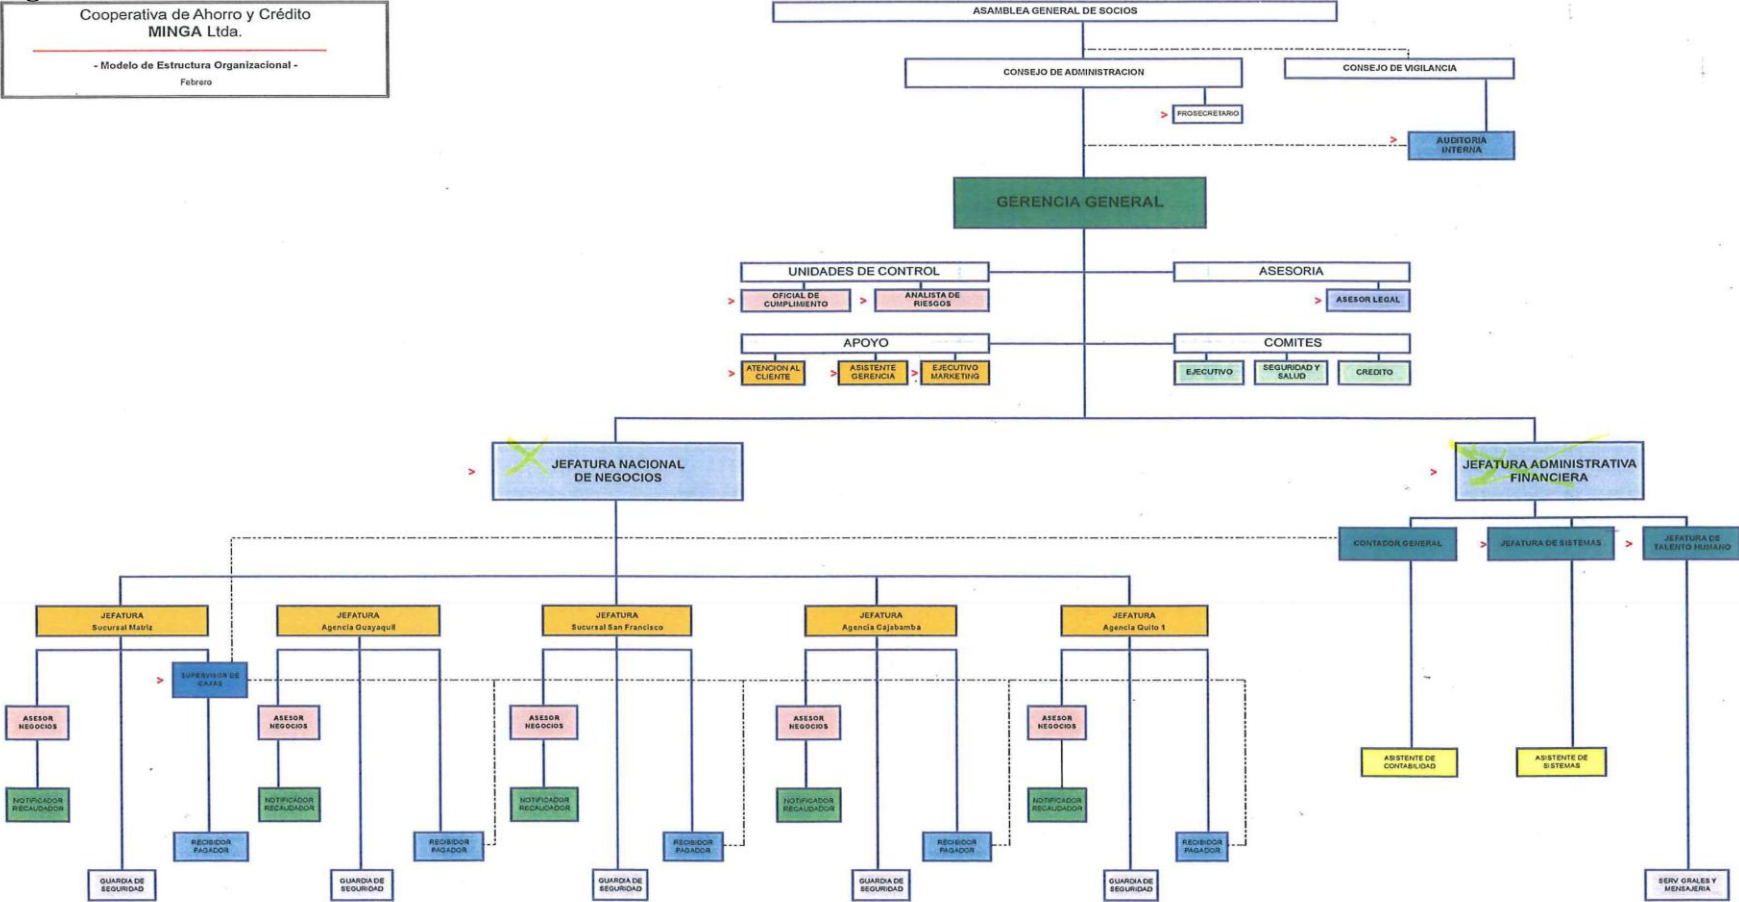 Cooperativa de Ahorro y Crédito
MINGA Ltda.
- Modelo de Estructura Organizacional -
Febrero
ASAMBLEA GENERAL DE SOCIOS
CONSEJO DE ADMINISTRACION
CONSEJO DE VIGILANCIA
> PROSECRETARIO
> AUDITORIA
INTERNA
GERENCIA GENERAL
UNIDADES DE CONTROL
ASESORIA
> OFICIAL DE
CUMPLIMIENTO
> ANALISTA DE
RIESGOS
> ASESOR LEGAL
APOYO
COMITES
> ATENCION AL
CLIENTE
> ASISTENTE
GERENCIA
> EJECUTIVO
MARKETING
EJECUTIVO
SEGURIDAD Y
SALUD
CREDITO
> JEFATURA NACIONAL
DE NEGOCIOS
> JEFATURA ADMINISTRATIVA
FINANCIERA
CONTADOR GENERAL
> JEFATURA DE SISTEMAS
> JEFATURA DE
TALENTO HUMANO
JEFATURA
Sucursal Matriz
JEFATURA
Agencia Guayaquil
JEFATURA
Sucursal San Francisco
JEFATURA
Agencia Cajabamba
JEFATURA
Agencia Quito 1
> SUPERVISOR DE
CAJAS
ASESOR
NEGOCIOS
ASESOR
NEGOCIOS
ASESOR
NEGOCIOS
ASESOR
NEGOCIOS
ASESOR
NEGOCIOS
ASISTENTE DE
CONTABILIDAD
ASISTENTE DE
SISTEMAS
NOTIFICADOR
RECAUDADOR
NOTIFICADOR
RECAUDADOR
NOTIFICADOR
RECAUDADOR
NOTIFICADOR
RECAUDADOR
NOTIFICADOR
RECAUDADOR
RECIBIDOR
PAGADOR
RECIBIDOR
PAGADOR
RECIBIDOR
PAGADOR
RECIBIDOR
PAGADOR
RECIBIDOR
PAGADOR
GUARDIA DE
SEGURIDAD
GUARDIA DE
SEGURIDAD
GUARDIA DE
SEGURIDAD
GUARDIA DE
SEGURIDAD
GUARDIA DE
SEGURIDAD
SERV GRALES Y
MENSAJERIA